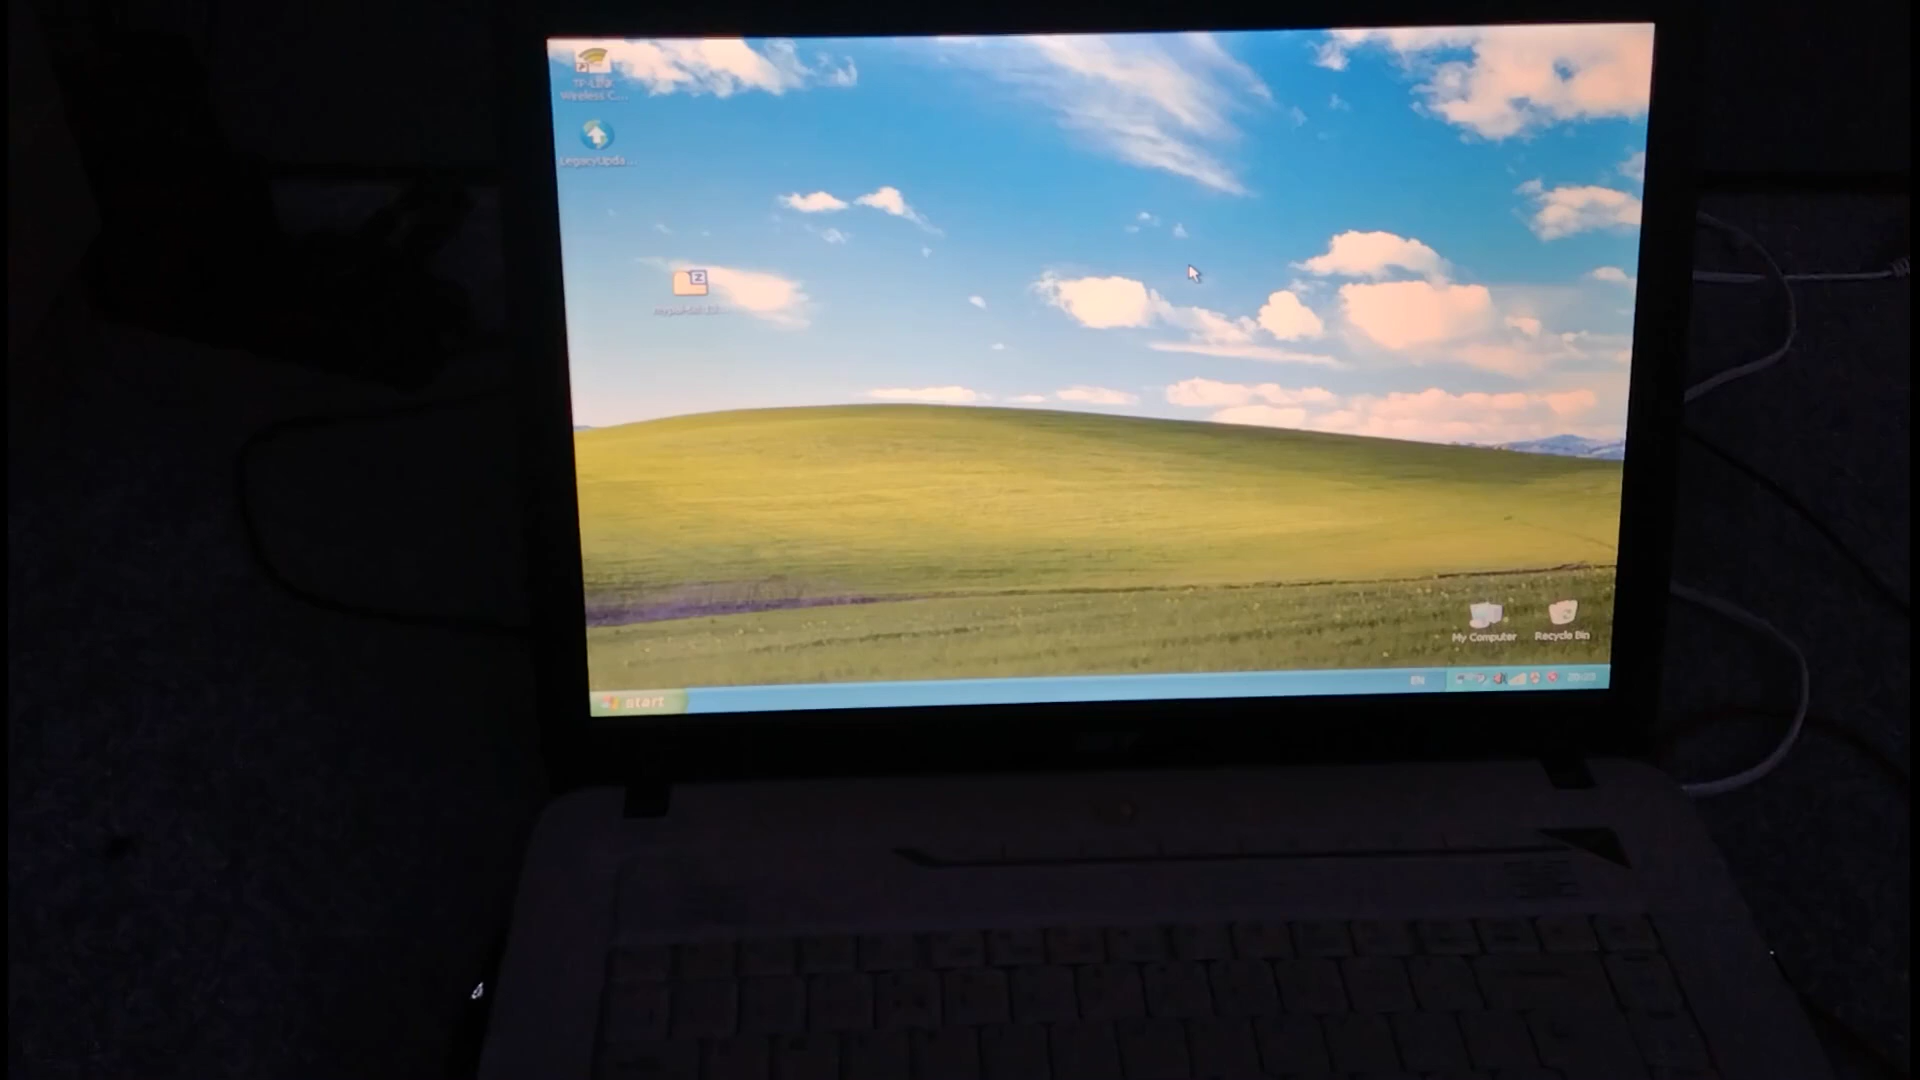 TP-LINK
Wireless C...
LegacyUpda...
My Computer
Recycle Bin
start
EN